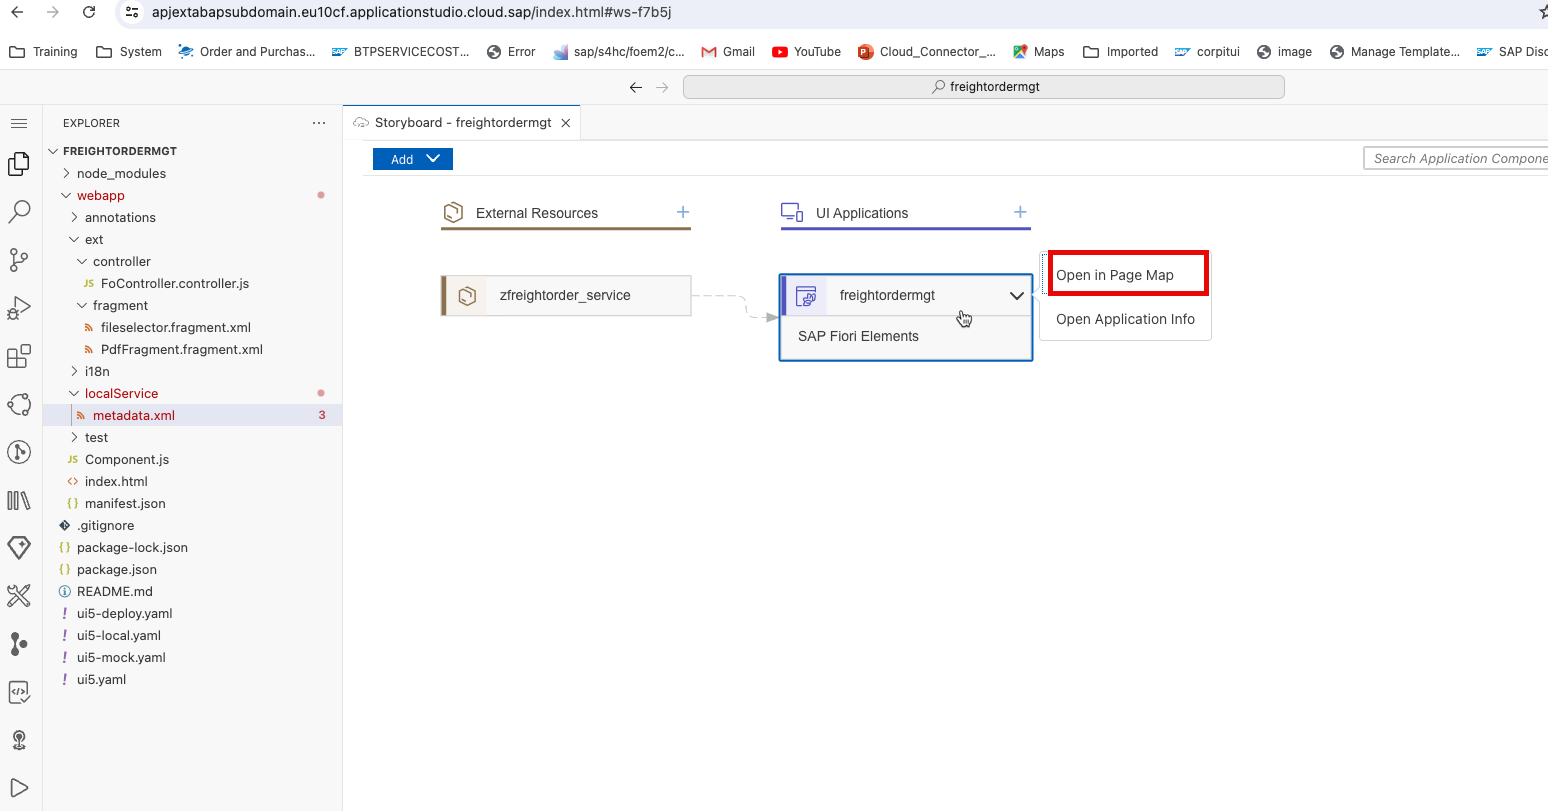 apjextabapsubdomain.eu10cf.applicationstudio.cloud.sap/index.html#ws-f7b5j
Training System Order and Purchas... BTPSERVICECOST... Error sap/s4hc/foem2/c... Gmail YouTube Cloud_Connector_... Maps Imported corpitui image Manage Template... SAP Disc
freightordermgt
EXPLORER
Storyboard - freightordermgt
FREIGHTORDERMGT
node_modules
webapp
annotations
ext
controller
JS FoController.controller.js
fragment
fileselector.fragment.xml
PdfFragment.fragment.xml
i18n
localService
metadata.xml 3
test
JS Component.js
<> index.html
{} manifest.json
.gitignore
{} package-lock.json
{} package.json
README.md
! ui5-deploy.yaml
! ui5-local.yaml
! ui5-mock.yaml
! ui5.yaml
Add
Search Application Compone
External Resources
UI Applications
zfreightorder_service
freightordermgt
SAP Fiori Elements
Open in Page Map
Open Application Info